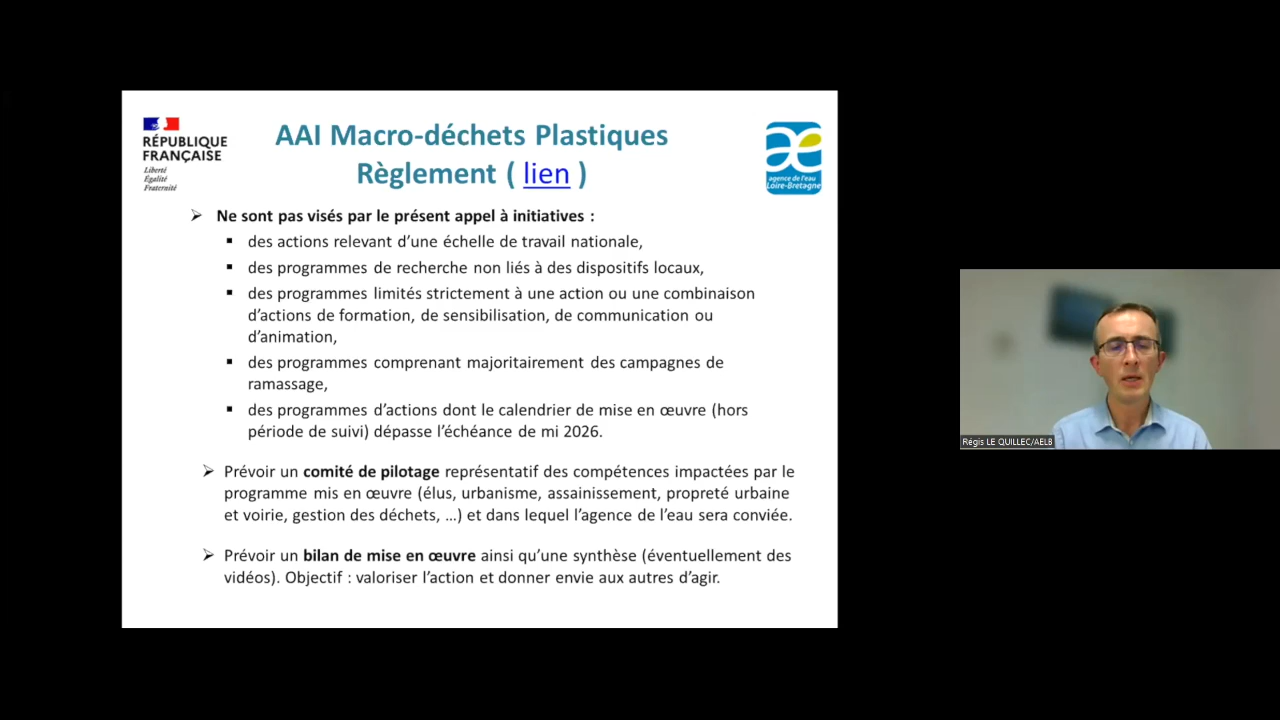 RÉPUBLIQUE
FRANÇAISE
Liberté
Égalité
Fraternité
AAI Macro-déchets Plastiques
Règlement ( lien )
agence de l'eau
Loire-Bretagne
➢ Ne sont pas visés par le présent appel à initiatives :
▪ des actions relevant d’une échelle de travail nationale,
▪ des programmes de recherche non liés à des dispositifs locaux,
▪ des programmes limités strictement à une action ou une combinaison
d’actions de formation, de sensibilisation, de communication ou
d’animation,
▪ des programmes comprenant majoritairement des campagnes de
ramassage,
▪ des programmes d’actions dont le calendrier de mise en œuvre (hors
période de suivi) dépasse l’échéance de mi 2026.
➢ Prévoir un comité de pilotage représentatif des compétences impactées par le
programme mis en œuvre (élus, urbanisme, assainissement, propreté urbaine
et voirie, gestion des déchets, …) et dans lequel l’agence de l’eau sera conviée.
➢ Prévoir un bilan de mise en œuvre ainsi qu’une synthèse (éventuellement des
vidéos). Objectif : valoriser l’action et donner envie aux autres d’agir.
Régis LE QUILLEC/AELB